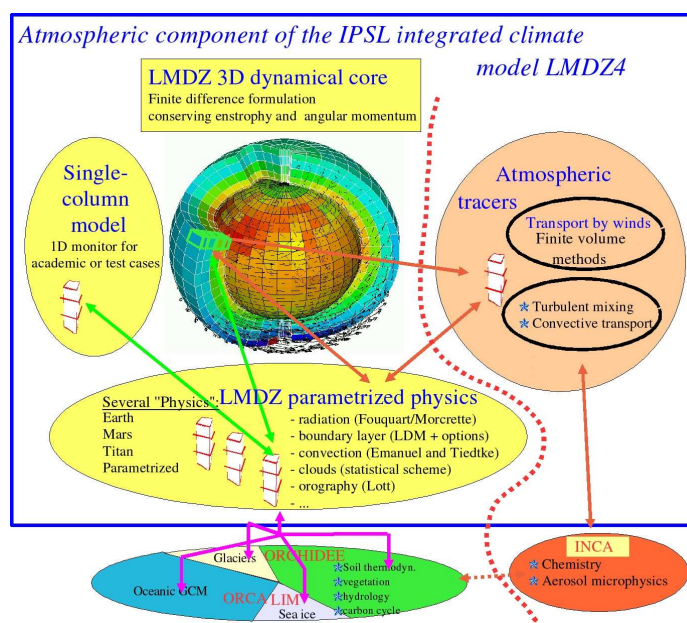 Atmospheric component of the IPSL integrated climate
model LMDZ4
LMDZ 3D dynamical core
Finite difference formulation
conserving enstrophy and angular momentum
Single-
column
model
1D monitor for
academic or test cases
Atmospheric
tracers
Transport by winds
Finite volume
methods
Turbulent mixing
Convective transport
LMDZ parametrized physics
Several "Physics":
Earth
Mars
Titan
Parametrized
- radiation (Fouquart/Morcrette)
- boundary layer (LDM + options)
- convection (Emanuel and Tiedtke)
- clouds (statistical scheme)
- orography (Lott)
- ...
Glaciers
ORCHIDEE
Oceanic GCM
ORCA LIM
Sea ice
Soil thermodyn.
vegetation
hydrology
carbon cycle
INCA
Chemistry
Aerosol microphysics